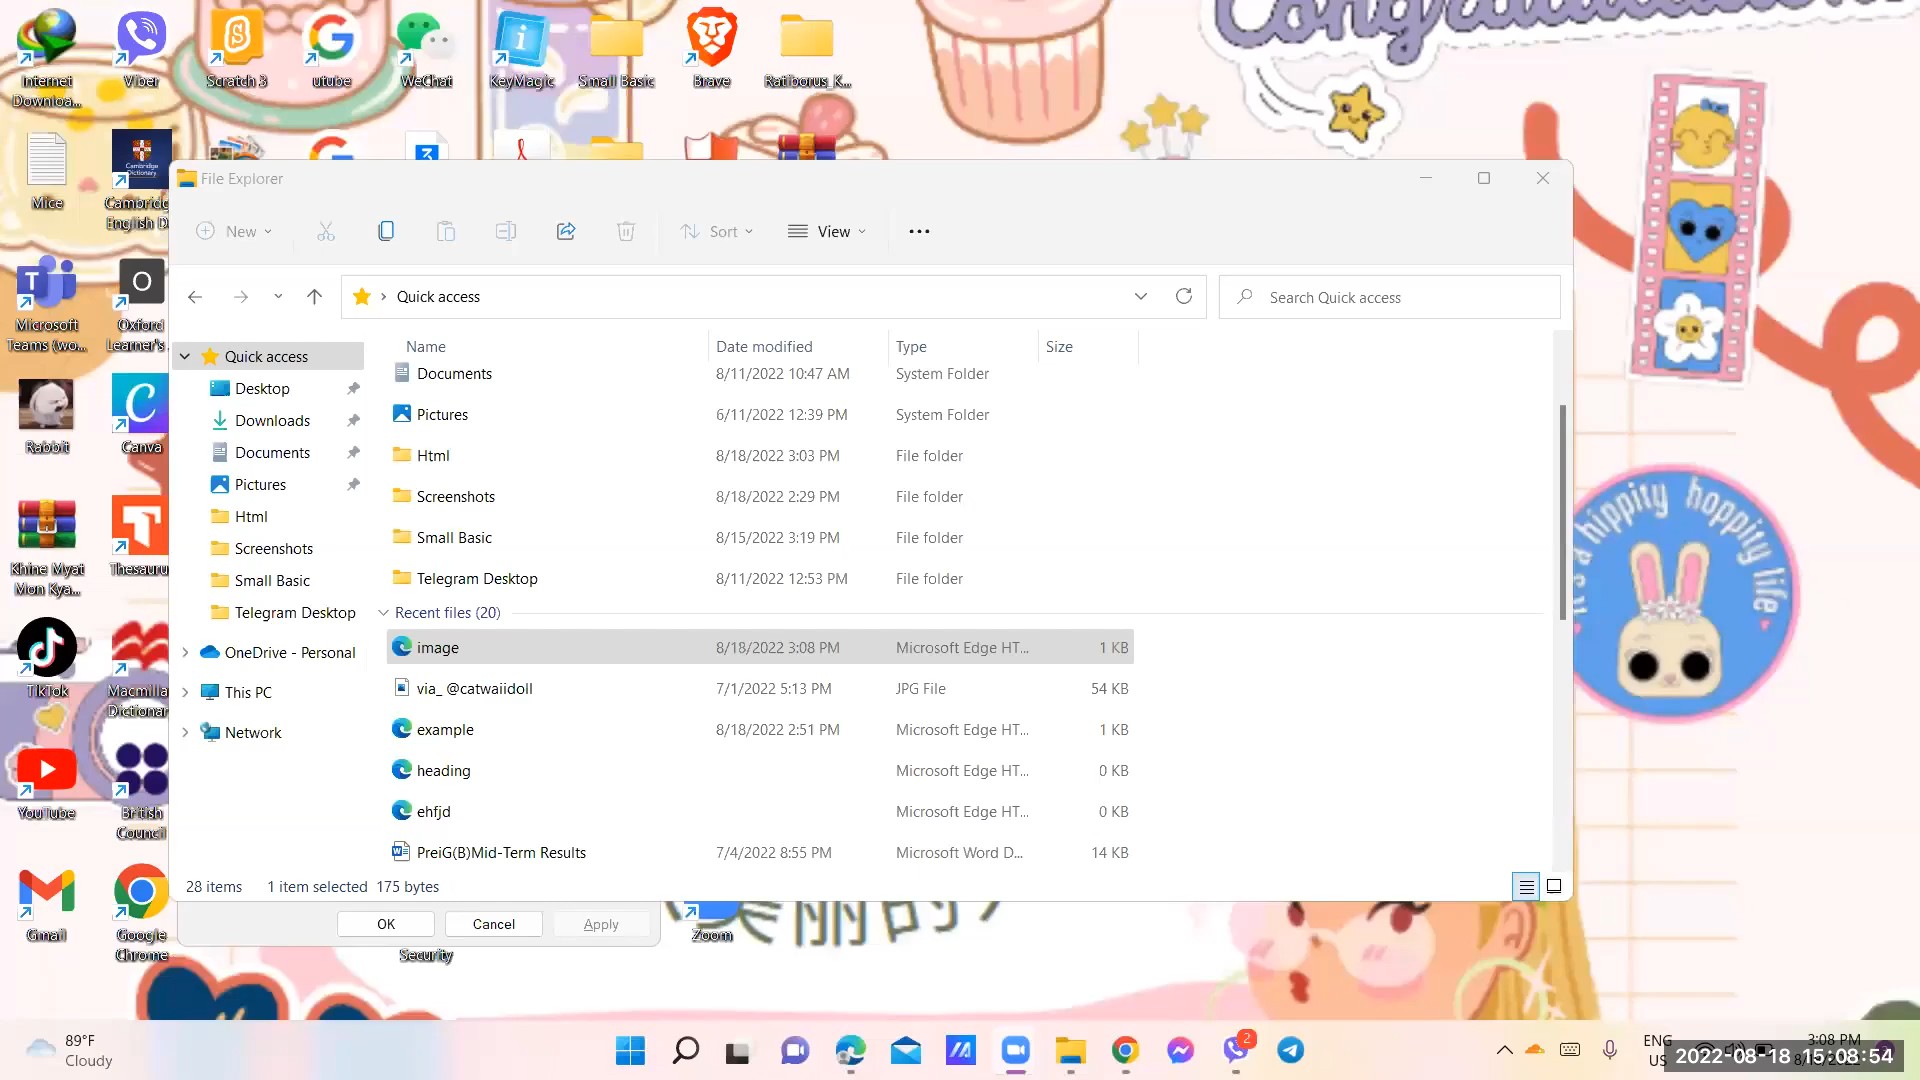 Congratulations
Internet
Downloa...
Viber
Scratch 3
utube
WeChat
KeyMagic
Small Basic
Brave
Ratiborus_K...
Mice
Cambridge
Dictionary
Cambridg
English D
Microsoft
Teams (wo...
Oxford
Learner's
Rabbit
Canva
Khine Myat
Mon Kya...
Thesauru
TikTok
Macmilla
Dictionar
YouTube
British
Council
Gmail
Google
Chrome
File Explorer
New
Sort
View
Quick access
Search Quick access
Quick access
Desktop
Downloads
Documents
Pictures
Html
Screenshots
Small Basic
Telegram Desktop
OneDrive - Personal
This PC
Network
Name Date modified Type Size
Documents 8/11/2022 10:47 AM System Folder
Pictures 6/11/2022 12:39 PM System Folder
Html 8/18/2022 3:03 PM File folder
Screenshots 8/18/2022 2:29 PM File folder
Small Basic 8/15/2022 3:19 PM File folder
Telegram Desktop 8/11/2022 12:53 PM File folder
Recent files (20)
image 8/18/2022 3:08 PM Microsoft Edge HT... 1 KB
via_ @catwaiidoll 7/1/2022 5:13 PM JPG File 54 KB
example 8/18/2022 2:51 PM Microsoft Edge HT... 1 KB
heading Microsoft Edge HT... 0 KB
ehfjd Microsoft Edge HT... 0 KB
PreiG(B)Mid-Term Results 7/4/2022 8:55 PM Microsoft Word D... 14 KB
28 items 1 item selected 175 bytes
OK Cancel Apply
Security
Zoom
美丽的
hippity hoppity life
89°F
Cloudy
2
ENG
US
3:08 PM
2022-08-18 15:08:54